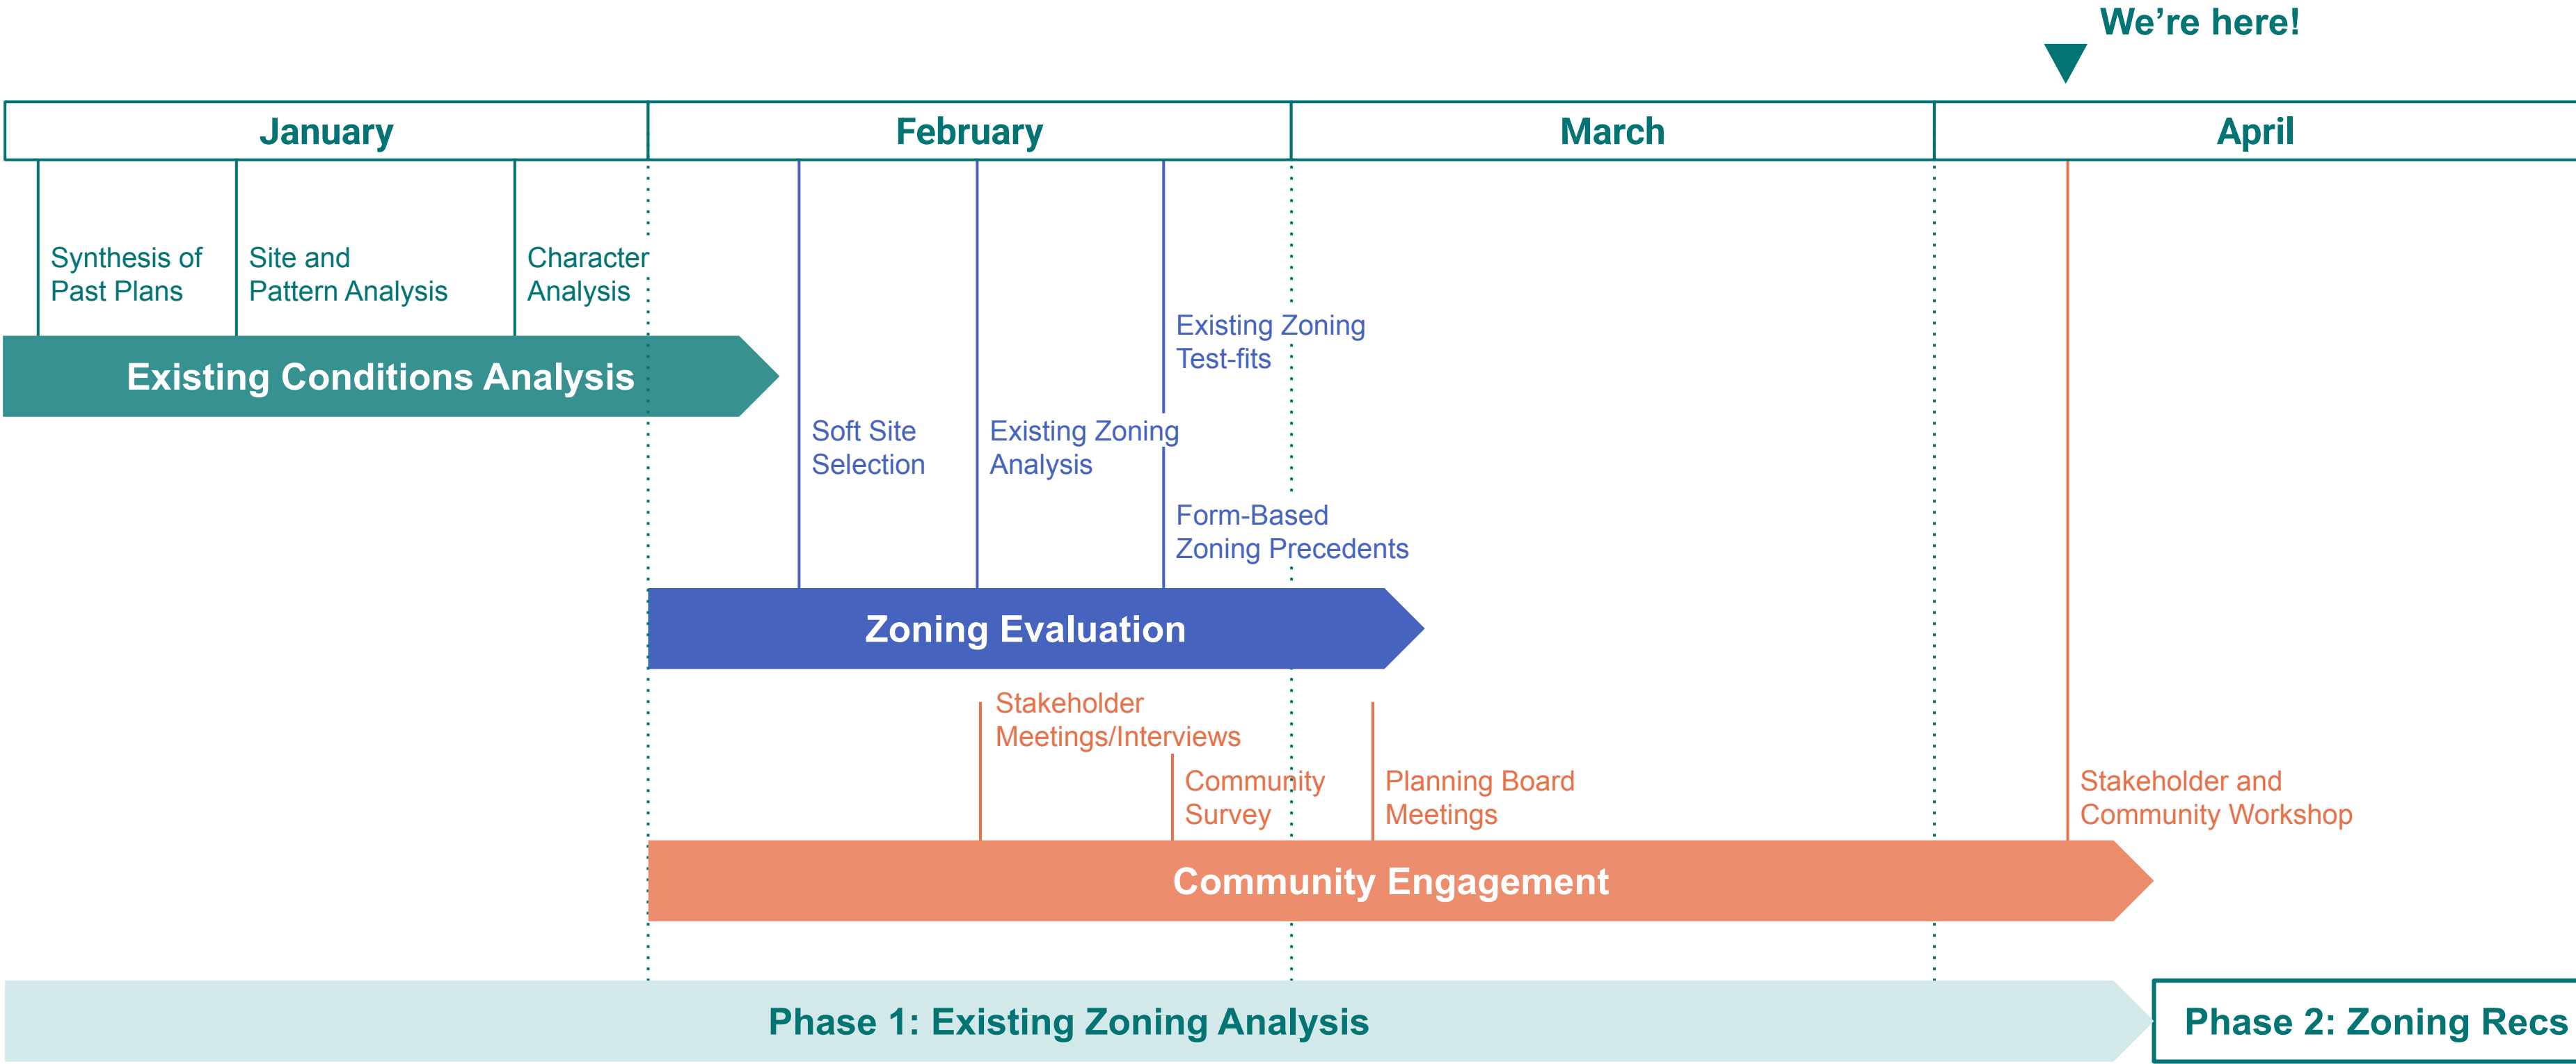 We’re here!
January
February
March
April
Synthesis of
Past Plans
Site and
Pattern Analysis
Character
Analysis
Existing Zoning
Test-fits
Existing Conditions Analysis
Soft Site
Selection
Existing Zoning
Analysis
Form-Based
Zoning Precedents
Zoning Evaluation
Stakeholder
Meetings/Interviews
Community
Survey
Planning Board
Meetings
Stakeholder and
Community Workshop
Community Engagement
Phase 1: Existing Zoning Analysis
Phase 2: Zoning Recs